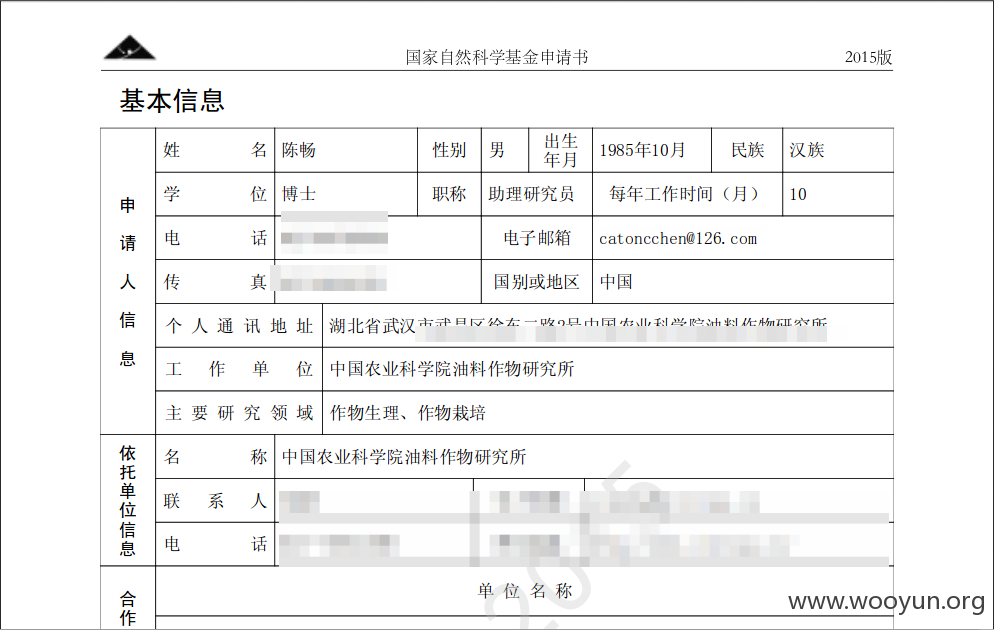 国家自然科学基金申请书 2015版
基本信息
申请人信息
姓名 陈畅 性别 男 出生年月 1985年10月 民族 汉族
学位 博士 职称 助理研究员 每年工作时间（月） 10
电话 电子邮箱 catoncchen@126.com
传真 国别或地区 中国
个人通讯地址 湖北省武汉市武昌区徐东二路2号中国农业科学院油料作物研究所
工作单位 中国农业科学院油料作物研究所
主要研究领域 作物生理、作物栽培
依托单位信息
名称 中国农业科学院油料作物研究所
联系人
电话
合作
单位名称
2015
www.wooyun.org